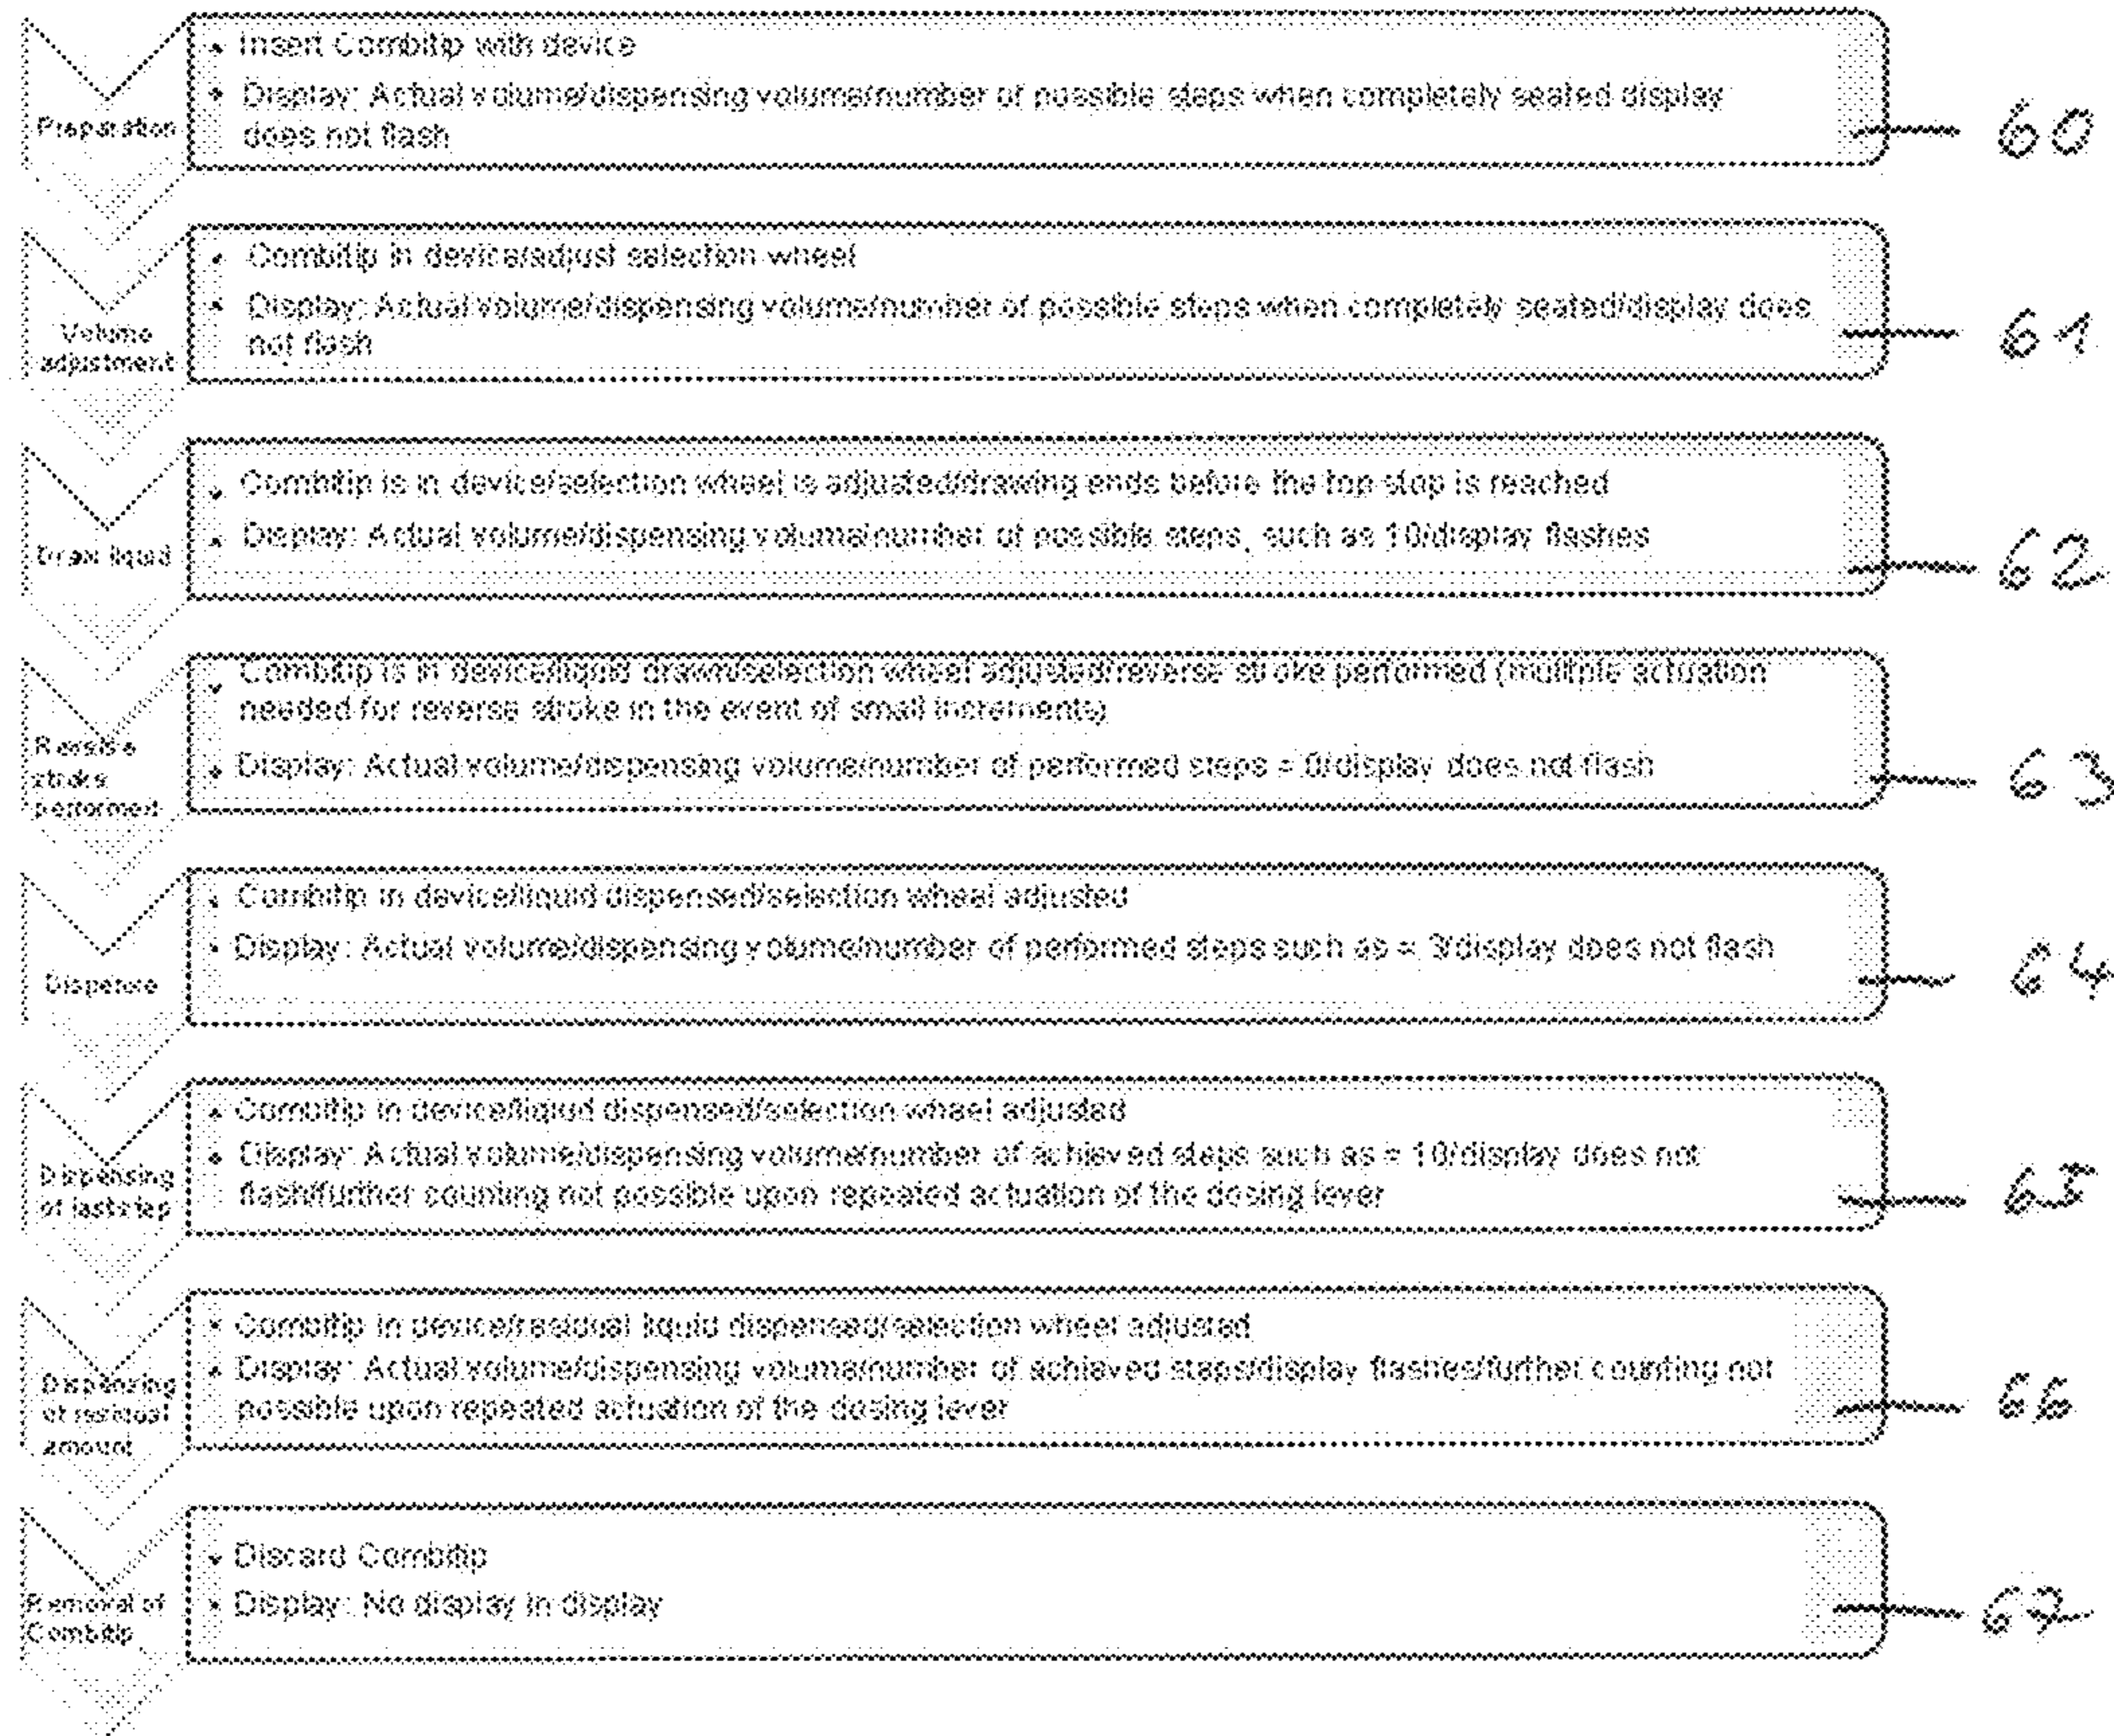 • Insert Combitip with device
• Display: Actual volume/dispensing volume/number of possible steps when completely seated display
does not flash
Preparation
60
• Combitip in device/adjust selection wheel
• Display: Actual volume/dispensing volume/number of possible steps when completely seated/display does
not flash
Volume
adjustment
61
• Combitip is in device/selection wheel is adjusted/drawing ends before the top stop is reached
• Display: Actual volume/dispensing volume/number of possible steps, such as 10/display flashes
Draw liquid
62
• Combitip is in device/liquid drawn/selection wheel adjusted/reverse stroke performed (multiple actuation
needed for reverse stroke in the event of small increments)
• Display: Actual volume/dispensing volume/number of performed steps = 0/display does not flash
Reverse
stroke
performed
63
• Combitip in device/liquid dispensed/selection wheel adjusted
• Display: Actual volume/dispensing volume/number of performed steps such as = 3/display does not flash
Dispense
64
• Combitip in device/liqiud dispensed/selection wheel adjusted
• Display: Actual volume/dispensing volume/number of achieved steps such as = 10/display does not
flash/further counting not possible upon repeated actuation of the dosing lever
Dispensing
of last step
65
• Combitip in device/residual liquid dispensed/selection wheel adjusted
• Display: Actual volume/dispensing volume/number of achieved steps/display flashes/further counting not
possible upon repeated actuation of the dosing lever
Dispensing
of residual
amount
66
• Discard Combitip
• Display: No display in display
Removal of
Combitip
67